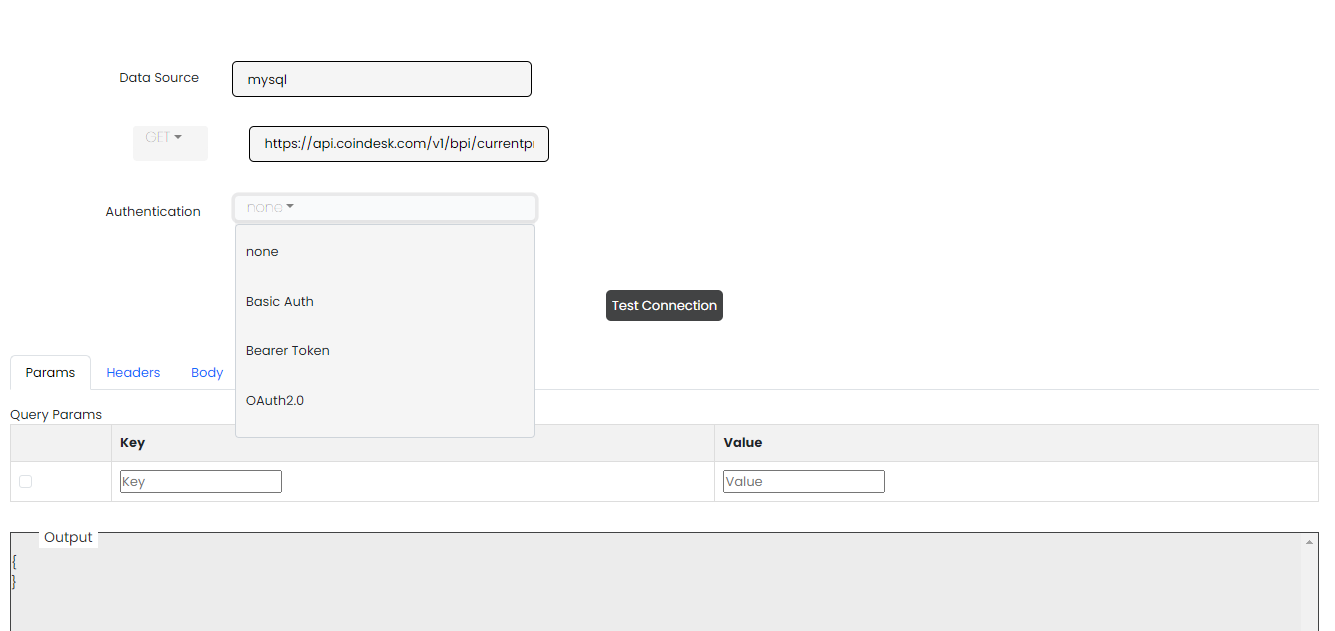 Data Source
mysql
GET
https://api.coindesk.com/v1/bpi/currentpr
Authentication
none
none
Basic Auth
Test Connection
Bearer Token
Params Headers Body
OAuth2.0
Query Params
Key Value
Key Value
Output
{
}